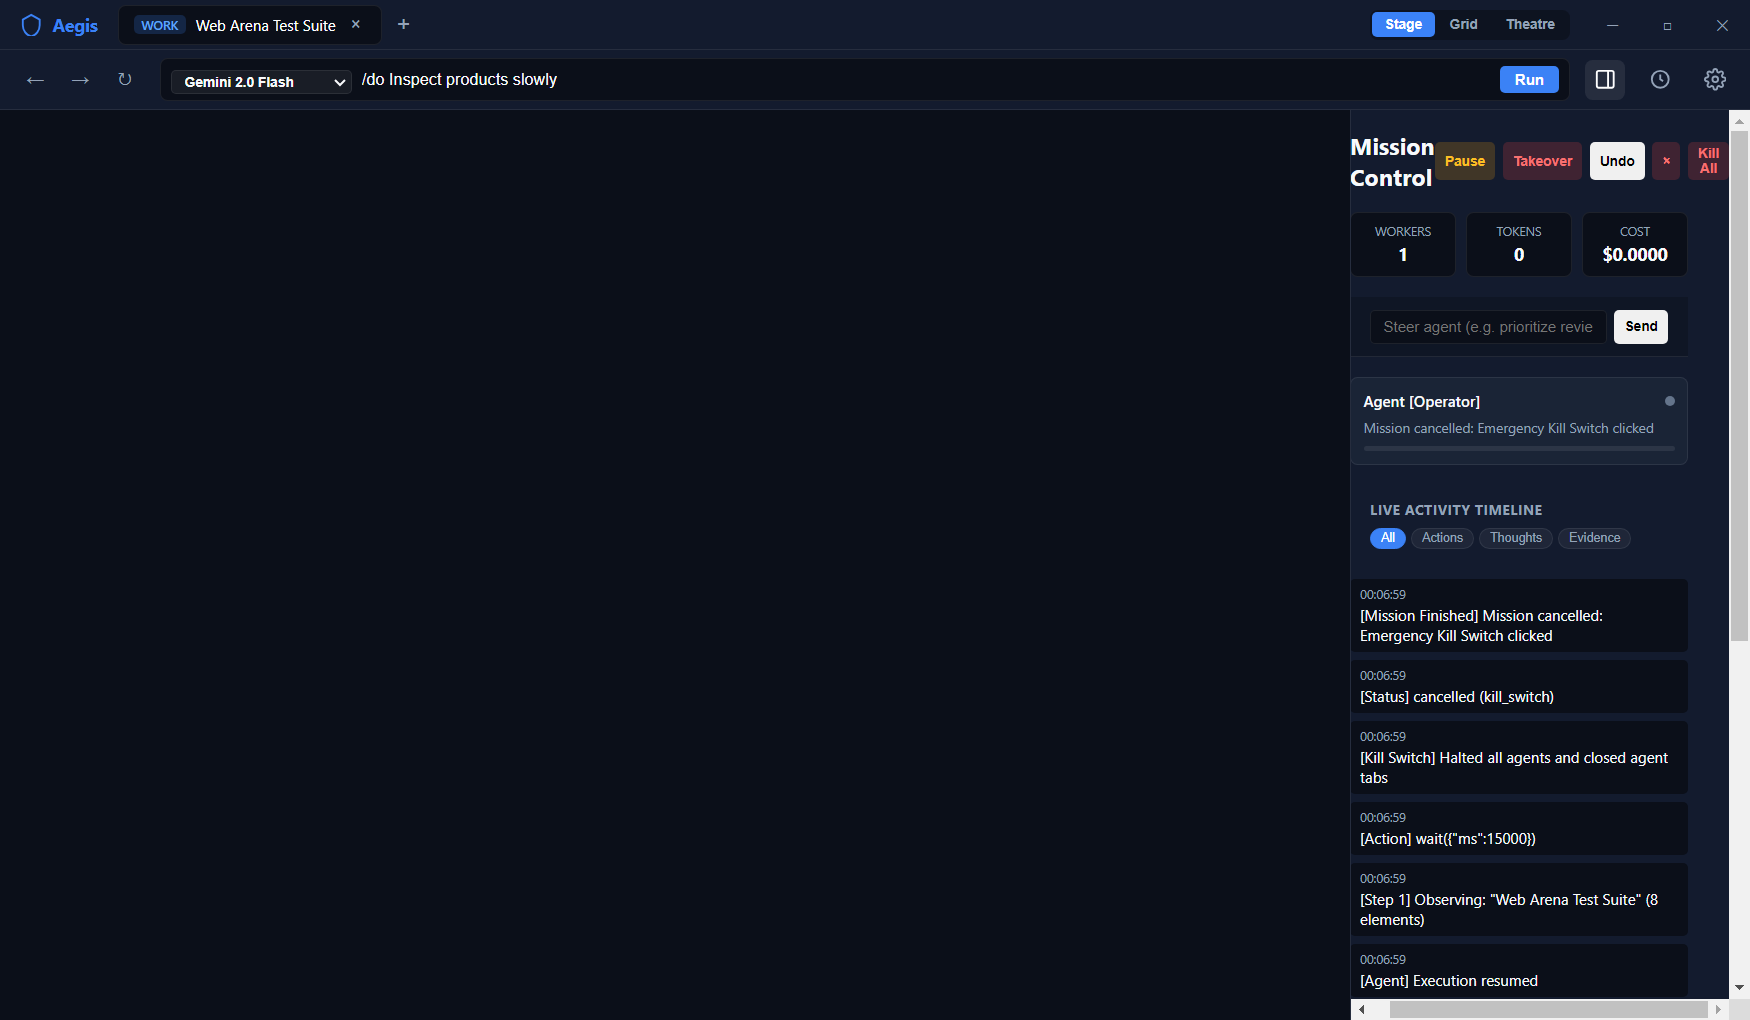 Aegis
WORK Web Arena Test Suite × +
Stage Grid Theatre
Gemini 2.0 Flash /do Inspect products slowly Run
Mission Control
Pause Takeover Undo × Kill All
WORKERS
1
TOKENS
0
COST
$0.0000
Steer agent (e.g. prioritize revie
Send
Agent [Operator]
Mission cancelled: Emergency Kill Switch clicked
LIVE ACTIVITY TIMELINE
All Actions Thoughts Evidence
00:06:59
[Mission Finished] Mission cancelled:
Emergency Kill Switch clicked
00:06:59
[Status] cancelled (kill_switch)
00:06:59
[Kill Switch] Halted all agents and closed agent
tabs
00:06:59
[Action] wait({"ms":15000})
00:06:59
[Step 1] Observing: "Web Arena Test Suite" (8
elements)
00:06:59
[Agent] Execution resumed